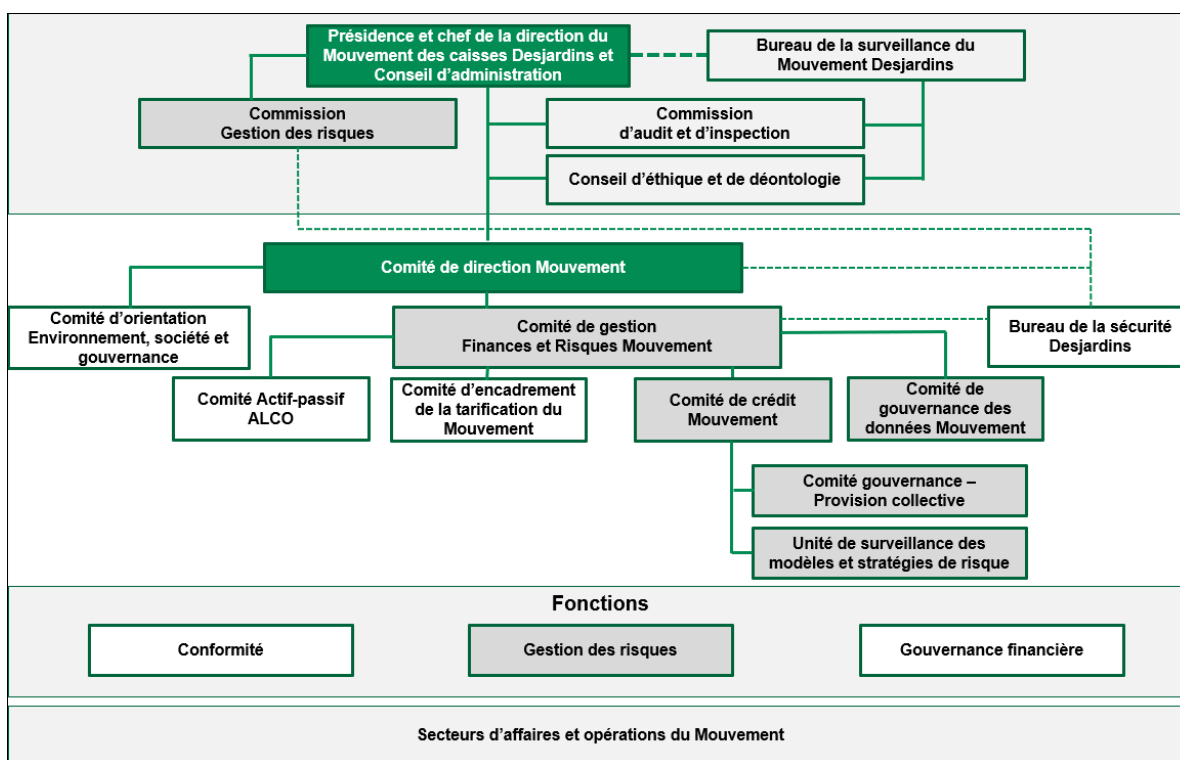 Présidence et chef de la direction du
Mouvement des caisses Desjardins et
Conseil d'administration
Bureau de la surveillance du
Mouvement Desjardins
Commission
Gestion des risques
Commission
d'audit et d'inspection
Conseil d'éthique et de déontologie
Comité de direction Mouvement
Comité d'orientation
Environnement, société et
gouvernance
Comité de gestion
Finances et Risques Mouvement
Bureau de la sécurité
Desjardins
Comité Actif-passif
ALCO
Comité d'encadrement
de la tarification du
Mouvement
Comité de crédit
Mouvement
Comité de
gouvernance des
données Mouvement
Comité gouvernance –
Provision collective
Unité de surveillance des
modèles et stratégies de risque
Fonctions
Conformité
Gestion des risques
Gouvernance financière
Secteurs d'affaires et opérations du Mouvement